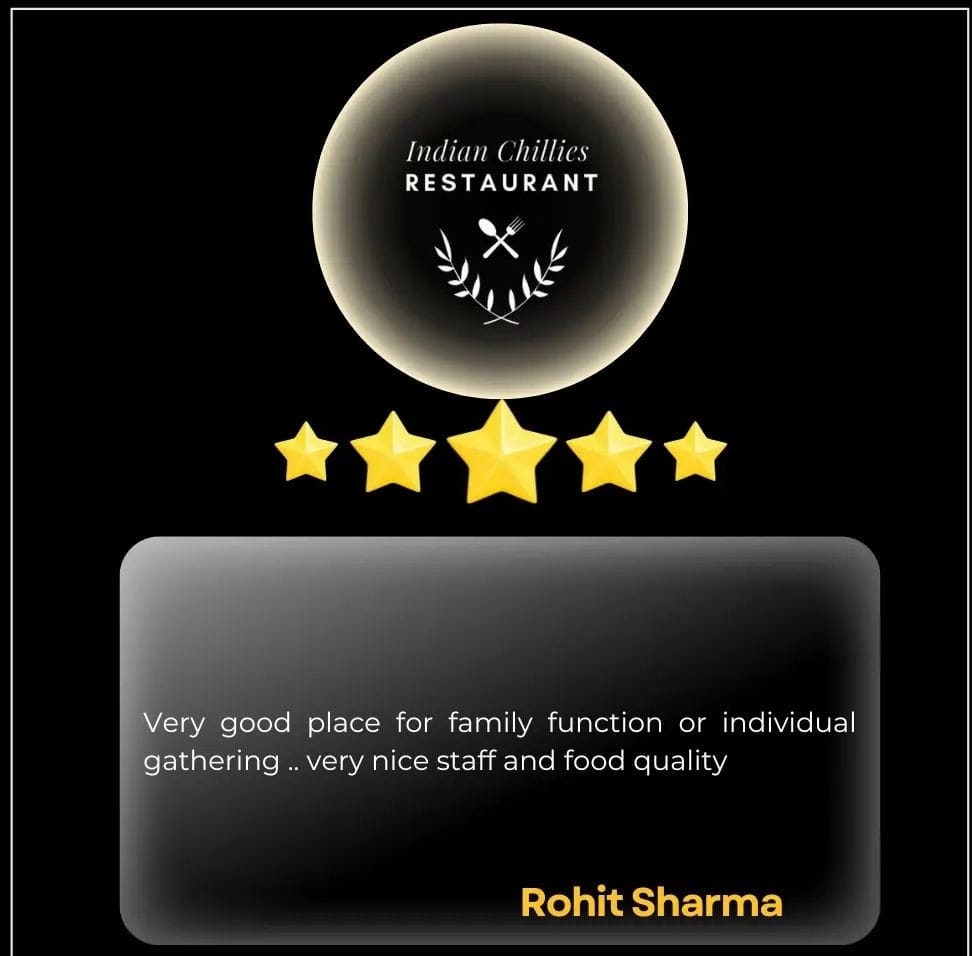 Indian Chillies
RESTAURANT
Very good place for family function or individual
gathering .. very nice staff and food quality
Rohit Sharma